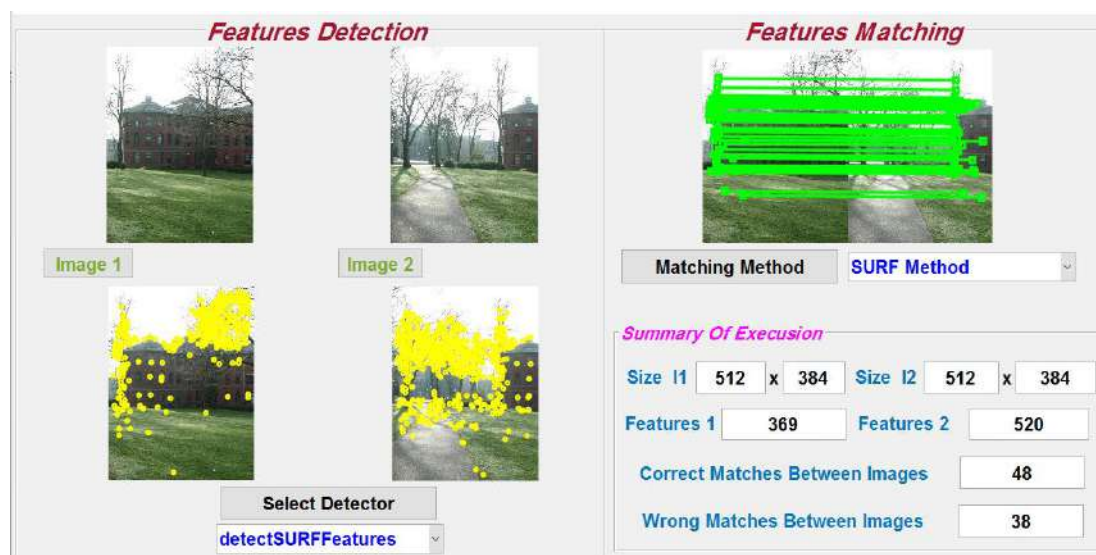 Features Detection
Image 1
Image 2
Select Detector
detectSURFFeatures
Features Matching
Matching Method
SURF Method
Summary Of Execusion
Size I1 512 x 384 Size I2 512 x 384
Features 1 369 Features 2 520
Correct Matches Between Images 48
Wrong Matches Between Images 38